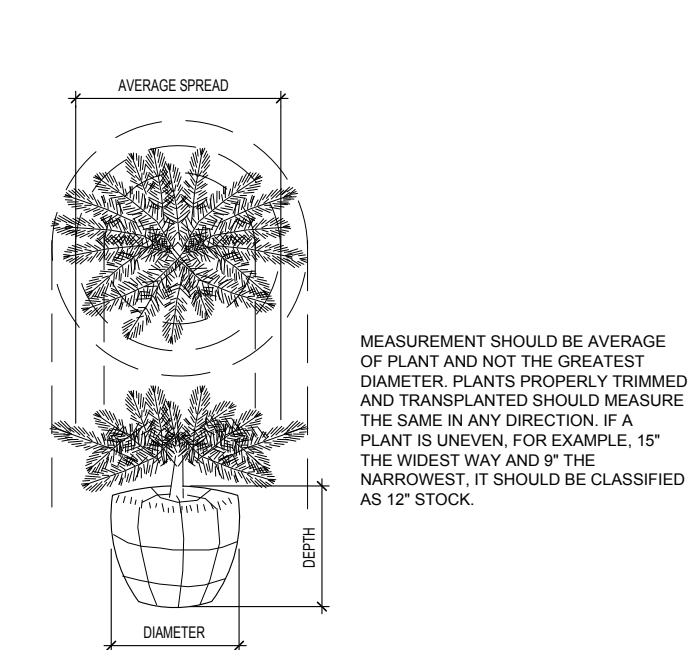 AVERAGE SPREAD
MEASUREMENT SHOULD BE AVERAGE
OF PLANT AND NOT THE GREATEST
DIAMETER. PLANTS PROPERLY TRIMMED
AND TRANSPLANTED SHOULD MEASURE
THE SAME IN ANY DIRECTION. IF A
PLANT IS UNEVEN, FOR EXAMPLE, 15"
THE WIDEST WAY AND 9" THE
NARROWEST, IT SHOULD BE CLASSIFIED
AS 12" STOCK.
DEPTH
DIAMETER